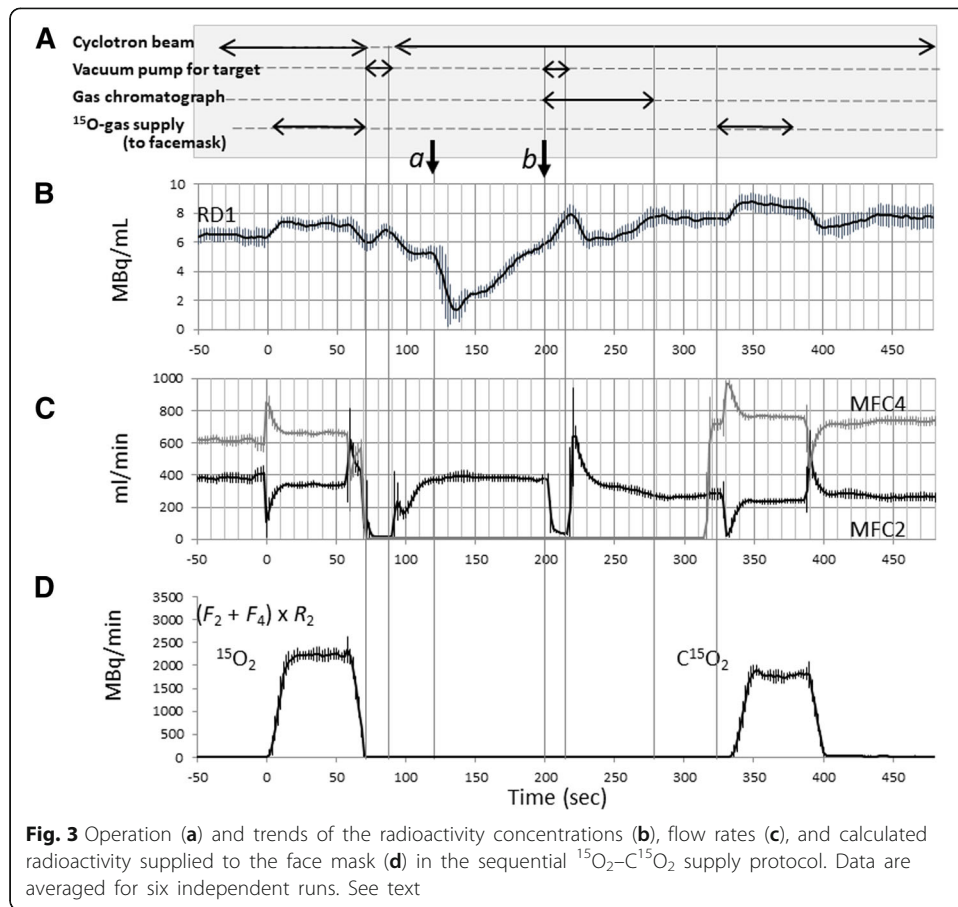 A
Cyclotron beam
Vacuum pump for target
Gas chromatograph
¹⁵O-gas supply
(to facemask)
a
b
B
RD1
MBq/mL
10
8
6
4
2
0
-50 0 50 100 150 200 250 300 350 400 450
C
MFC4
MFC2
ml/min
1000
800
600
400
200
0
-50 0 50 100 150 200 250 300 350 400 450
D
(F₂ + F₄) x R₂
¹⁵O₂
C¹⁵O₂
MBq/min
3500
3000
2500
2000
1500
1000
500
0
-50 0 50 100 150 200 250 300 350 400 450
Time (sec)
Fig. 3 Operation (a) and trends of the radioactivity concentrations (b), flow rates (c), and calculated
radioactivity supplied to the face mask (d) in the sequential ¹⁵O₂–C¹⁵O₂ supply protocol. Data are
averaged for six independent runs. See text